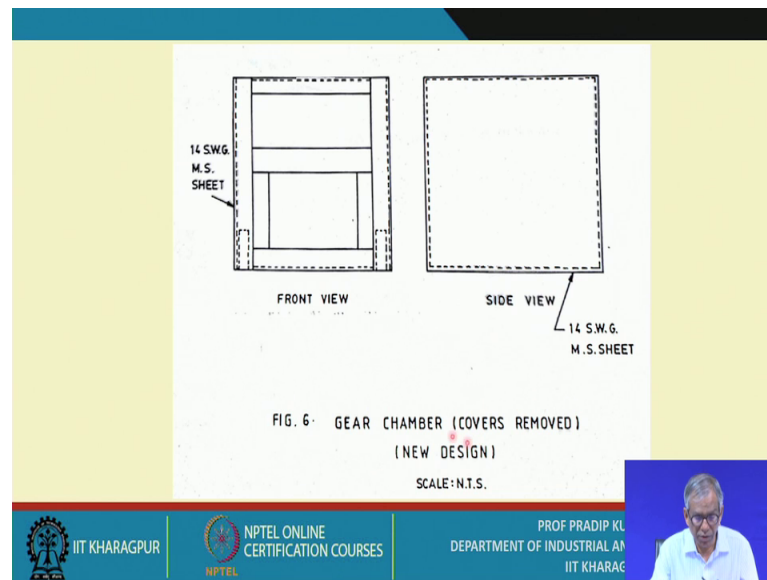 14 S.W.G.
M.S.
SHEET
FRONT VIEW
SIDE VIEW
14 S.W.G.
M.S.SHEET
FIG. 6. GEAR CHAMBER (COVERS REMOVED)
(NEW DESIGN)
SCALE: N.T.S.
IIT KHARAGPUR
NPTEL
NPTEL ONLINE
CERTIFICATION COURSES
PROF PRADIP KU
DEPARTMENT OF INDUSTRIAL AN
IIT KHARAG